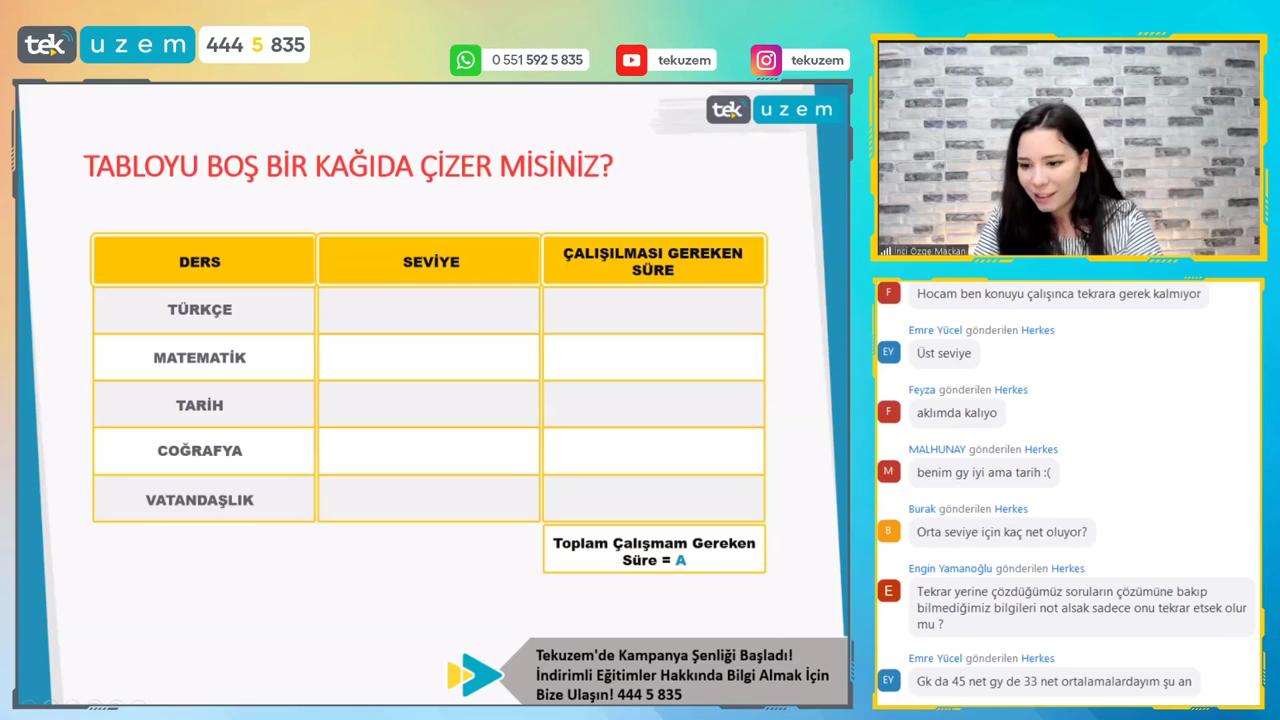 tek uzem 444 5 835
0 551 592 5 835
tekuzem
tekuzem
tek uzem
TABLOYU BOŞ BİR KAĞIDA ÇİZER MİSİNİZ?
DERS
SEVİYE
ÇALIŞILMASI GEREKEN
SÜRE
TÜRKÇE
MATEMATİK
TARİH
COĞRAFYA
VATANDAŞLIK
Toplam Çalışmam Gereken
Süre = A
Tekuzem'de Kampanya Şenliği Başladı!
İndirimli Eğitimler Hakkında Bilgi Almak İçin
Bize Ulaşın! 444 5 835
İnci Özge Maçkan
F
Hocam ben konuyu çalışınca tekrara gerek kalmıyor
Emre Yücel gönderilen Herkes
EY
Üst seviye
Feyza gönderilen Herkes
F
aklımda kalıyo
MALHUNAY gönderilen Herkes
M
benim gy iyi ama tarih :(
Burak gönderilen Herkes
B
Orta seviye için kaç net oluyor?
Engin Yamanoğlu gönderilen Herkes
E
Tekrar yerine çözdüğümüz soruların çözümüne bakıp
bilmediğimiz bilgileri not alsak sadece onu tekrar etsek olur
mu ?
Emre Yücel gönderilen Herkes
EY
Gk da 45 net gy de 33 net ortalamalardayım şu an